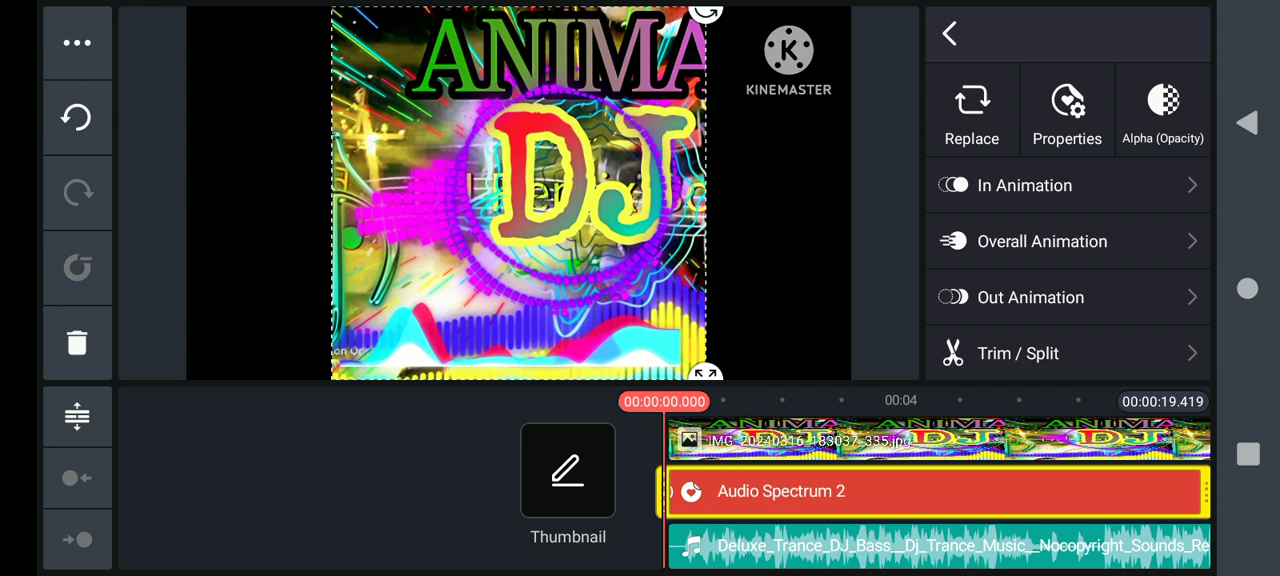 ANIMA
DJ
KINEMASTER
Replace
Properties
Alpha (Opacity)
In Animation
Overall Animation
Out Animation
Trim / Split
00:00:00.000
00:04
00:00:19.419
IMG_20240316_183037_335.jpg
Audio Spectrum 2
Thumbnail
Deluxe_Trance_DJ_Bass__Dj_Trance_Music__Nocopyright_Sounds_Re